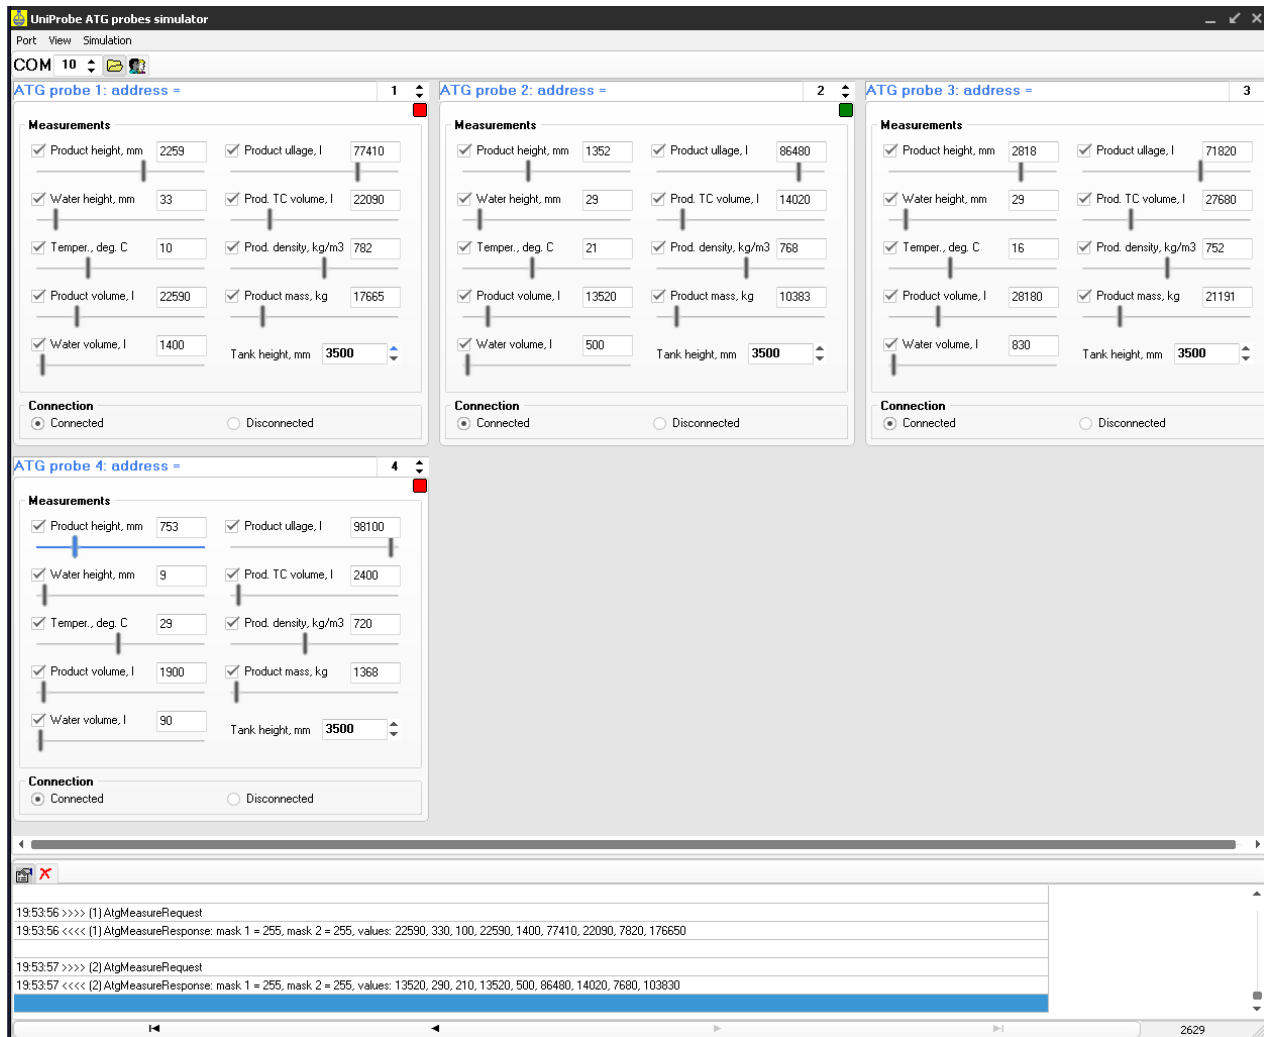 UniProbe ATG probes simulator
Port View Simulation
COM 10
ATG probe 1: address = 1
Measurements
Product height, mm 2259 Product ullage, l 77410
Water height, mm 33 Prod. TC volume, l 22090
Temper., deg. C 10 Prod. density, kg/m3 782
Product volume, l 22590 Product mass, kg 17665
Water volume, l 1400 Tank height, mm 3500
Connection
Connected Disconnected
ATG probe 2: address = 2
Measurements
Product height, mm 1352 Product ullage, l 86480
Water height, mm 29 Prod. TC volume, l 14020
Temper., deg. C 21 Prod. density, kg/m3 768
Product volume, l 13520 Product mass, kg 10383
Water volume, l 500 Tank height, mm 3500
Connection
Connected Disconnected
ATG probe 3: address = 3
Measurements
Product height, mm 2818 Product ullage, l 71820
Water height, mm 29 Prod. TC volume, l 27680
Temper., deg. C 16 Prod. density, kg/m3 752
Product volume, l 28180 Product mass, kg 21191
Water volume, l 830 Tank height, mm 3500
Connection
Connected Disconnected
ATG probe 4: address = 4
Measurements
Product height, mm 753 Product ullage, l 98100
Water height, mm 9 Prod. TC volume, l 2400
Temper., deg. C 29 Prod. density, kg/m3 720
Product volume, l 1900 Product mass, kg 1368
Water volume, l 90 Tank height, mm 3500
Connection
Connected Disconnected
19:53:56 >>>> (1) AtgMeasureRequest
19:53:56 <<<< (1) AtgMeasureResponse: mask 1 = 255, mask 2 = 255, values: 22590, 330, 100, 22590, 1400, 77410, 22090, 7820, 176650
19:53:57 >>>> (2) AtgMeasureRequest
19:53:57 <<<< (2) AtgMeasureResponse: mask 1 = 255, mask 2 = 255, values: 13520, 290, 210, 13520, 500, 86480, 14020, 7680, 103830
2629